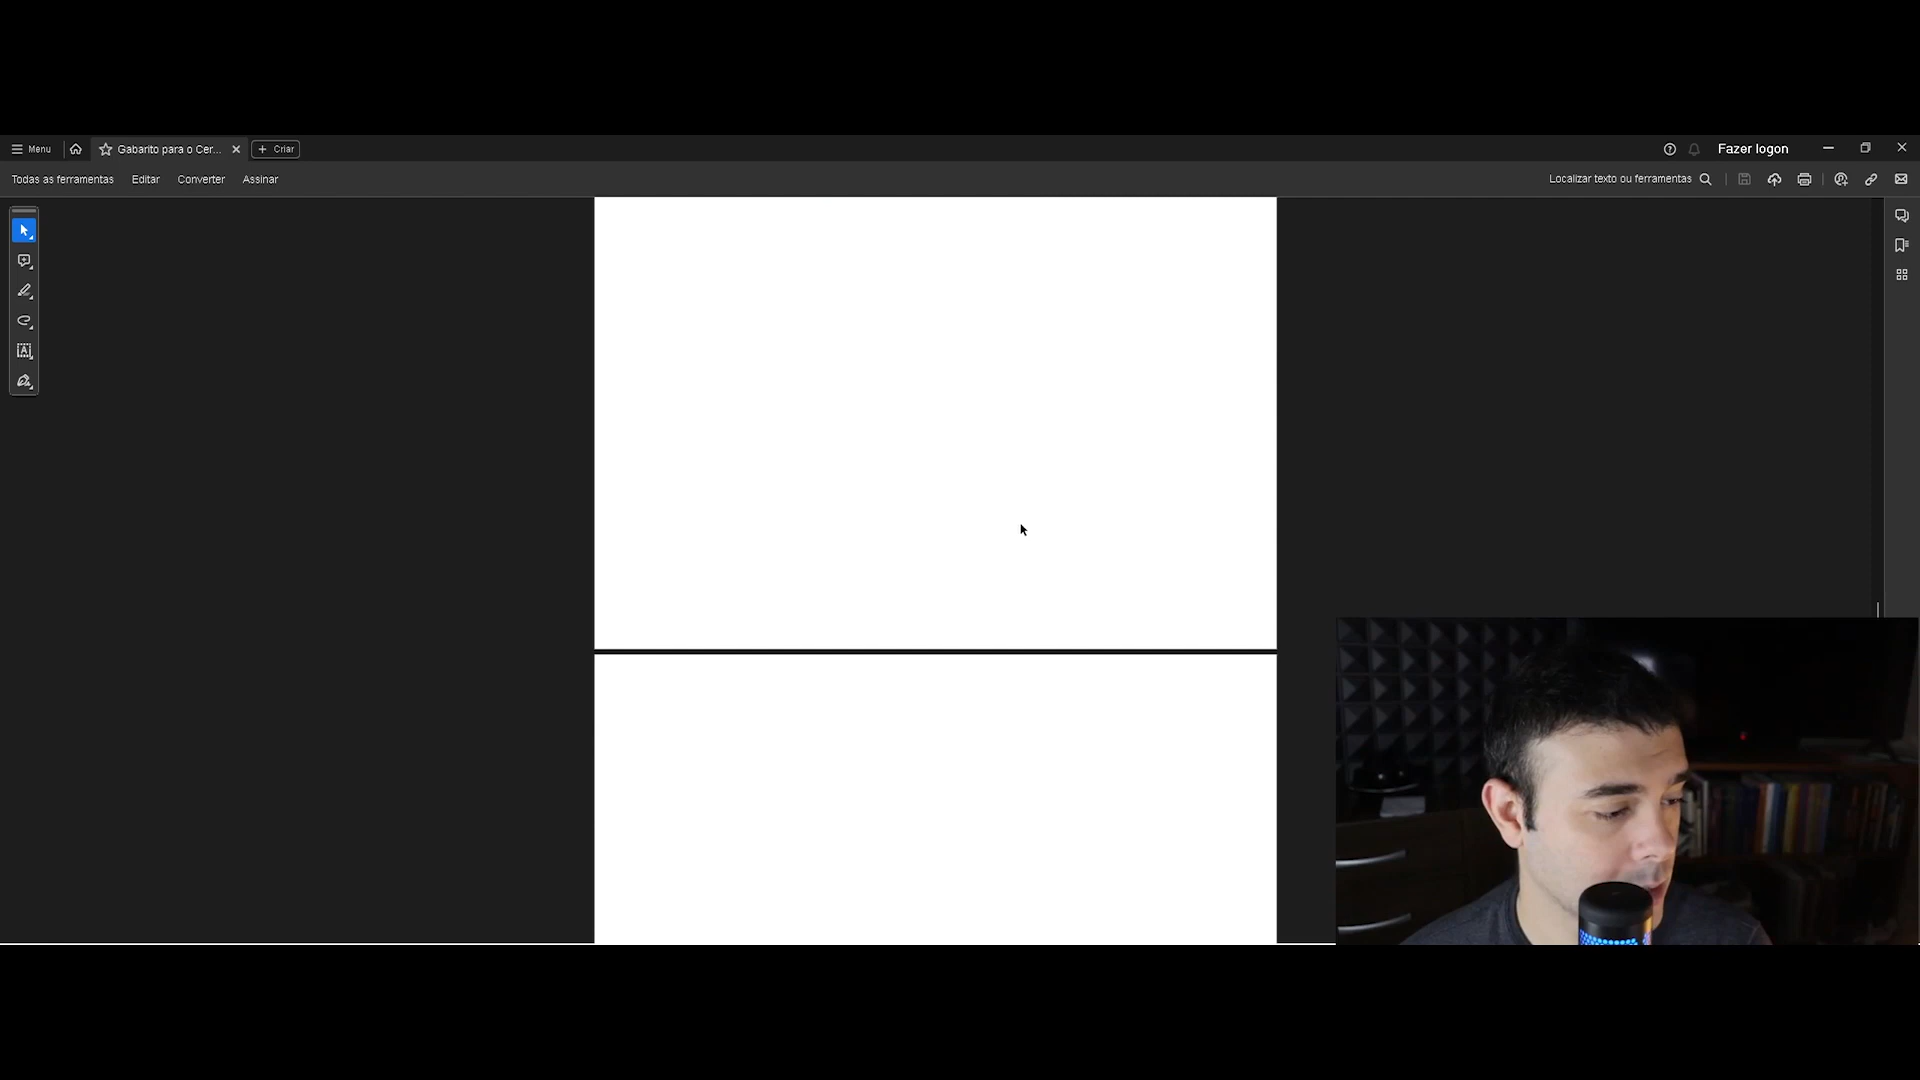 Menu
Gabarito para o Cer...
Criar
Fazer logon
Todas as ferramentas
Editar
Converter
Assinar
Localizar texto ou ferramentas